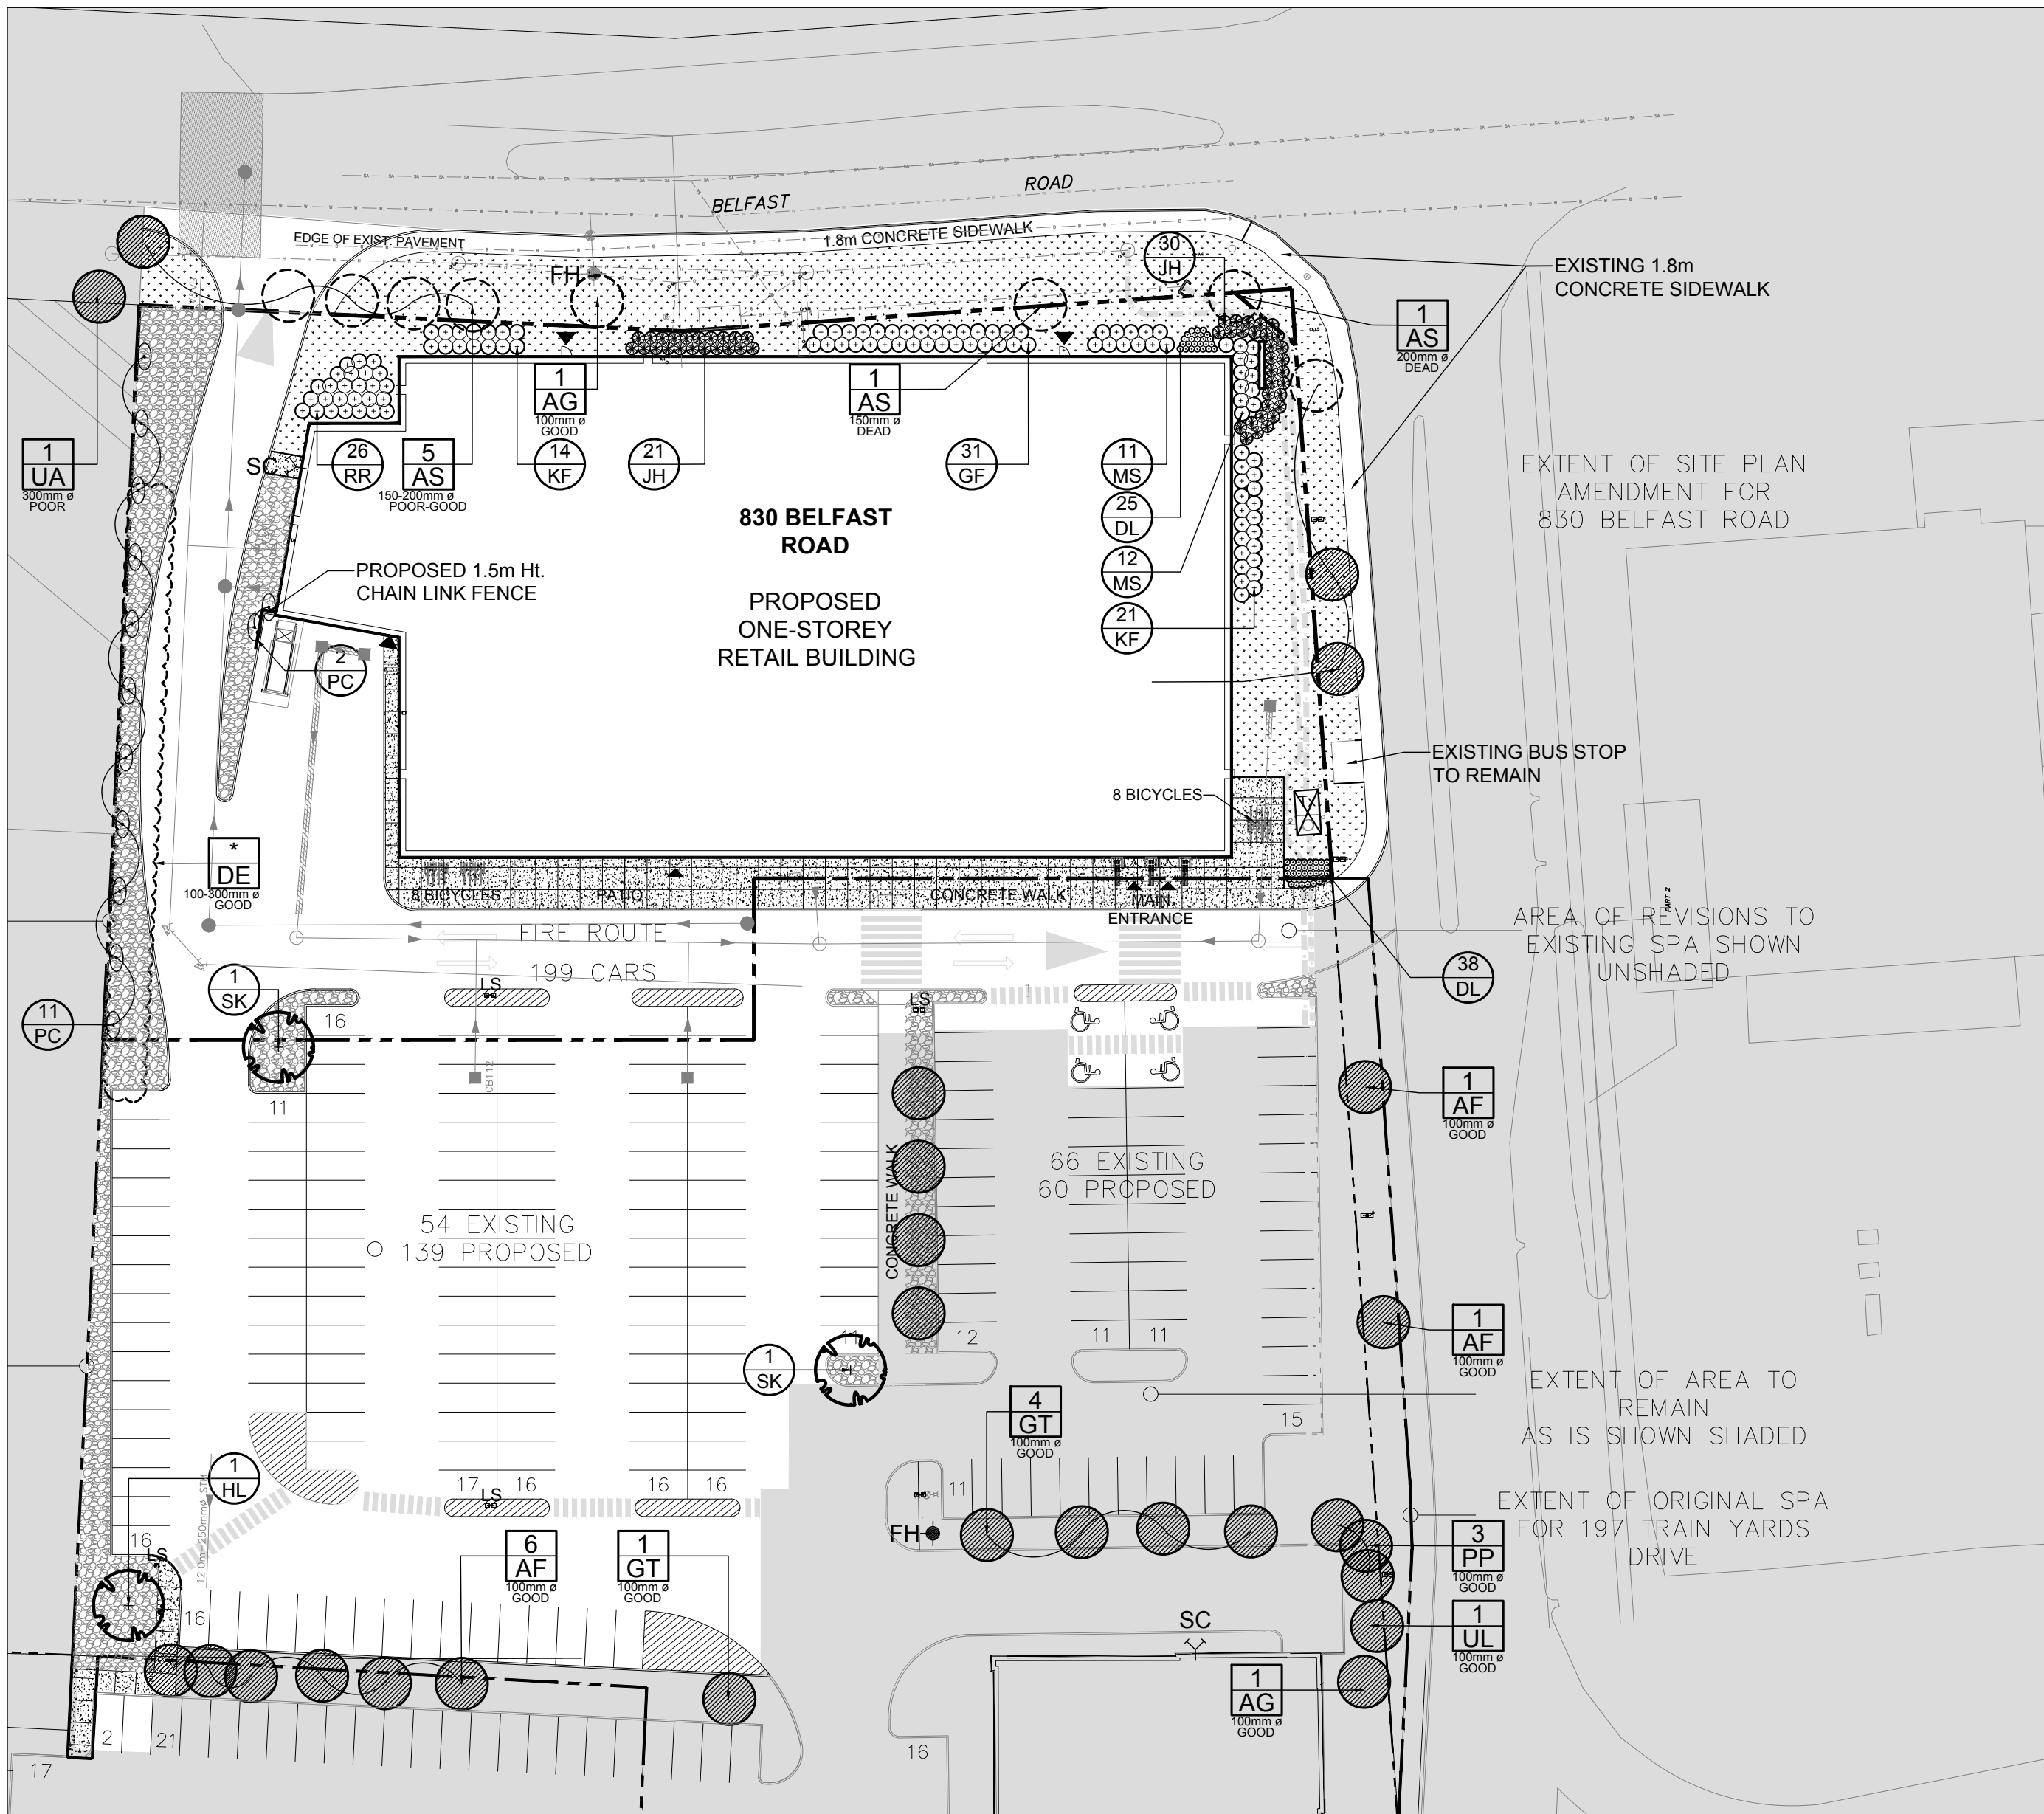 BELFAST
ROAD
EDGE OF EXIST. PAVEMENT
1.8m CONCRETE SIDEWALK
FH
30
JH
EXISTING 1.8m
CONCRETE SIDEWALK
1
AS
200mm ø
DEAD
1
UA
300mm ø
POOR
SC
26
RR
5
AS
150-200mm ø
POOR-GOOD
1
AG
100mm ø
GOOD
14
KF
21
JH
1
AS
150mm ø
DEAD
31
GF
11
MS
25
DL
12
MS
21
KF
830 BELFAST
ROAD
PROPOSED
ONE-STOREY
RETAIL BUILDING
EXTENT OF SITE PLAN
AMENDMENT FOR
830 BELFAST ROAD
PROPOSED 1.5m Ht.
CHAIN LINK FENCE
2
PC
EXISTING BUS STOP
TO REMAIN
8 BICYCLES
*
DE
100-300mm ø
GOOD
8 BICYCLES
PATIO
CONCRETE WALK
MAIN
ENTRANCE
PART 2
AREA OF REVISIONS TO
EXISTING SPA SHOWN
UNSHADED
FIRE ROUTE
199 CARS
38
DL
1
SK
11
PC
LS
LS
16
11
CB112
1
AF
100mm ø
GOOD
CONCRETE WALK
66 EXISTING
60 PROPOSED
54 EXISTING
139 PROPOSED
11
12
11
11
1
SK
1
AF
100mm ø
GOOD
EXTENT OF AREA TO
REMAIN
AS IS SHOWN SHADED
15
4
GT
100mm ø
GOOD
1
HL
12.0m-250mmø STM
17
16
16
16
LS
11
EXTENT OF ORIGINAL SPA
FOR 197 TRAIN YARDS
DRIVE
FH
16
LS
6
AF
100mm ø
GOOD
1
GT
100mm ø
GOOD
3
PP
100mm ø
GOOD
16
SC
1
UL
100mm ø
GOOD
1
AG
100mm ø
GOOD
2
21
16
17